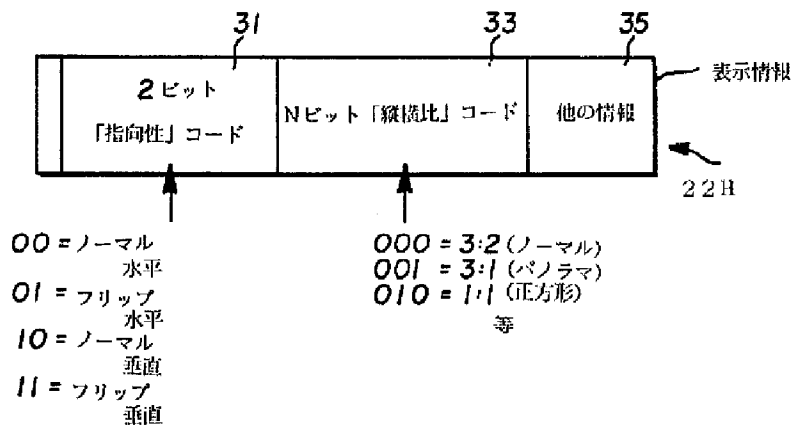 31
33
35
2ビット
「指向性」コード
Nビット「縦横比」コード
他の情報
表示情報
22H
00=ノーマル
水平
01=フリップ
水平
10=ノーマル
垂直
11=フリップ
垂直
000=3:2(ノーマル)
001=3:1(パノラマ)
010=1:1(正方形)
等